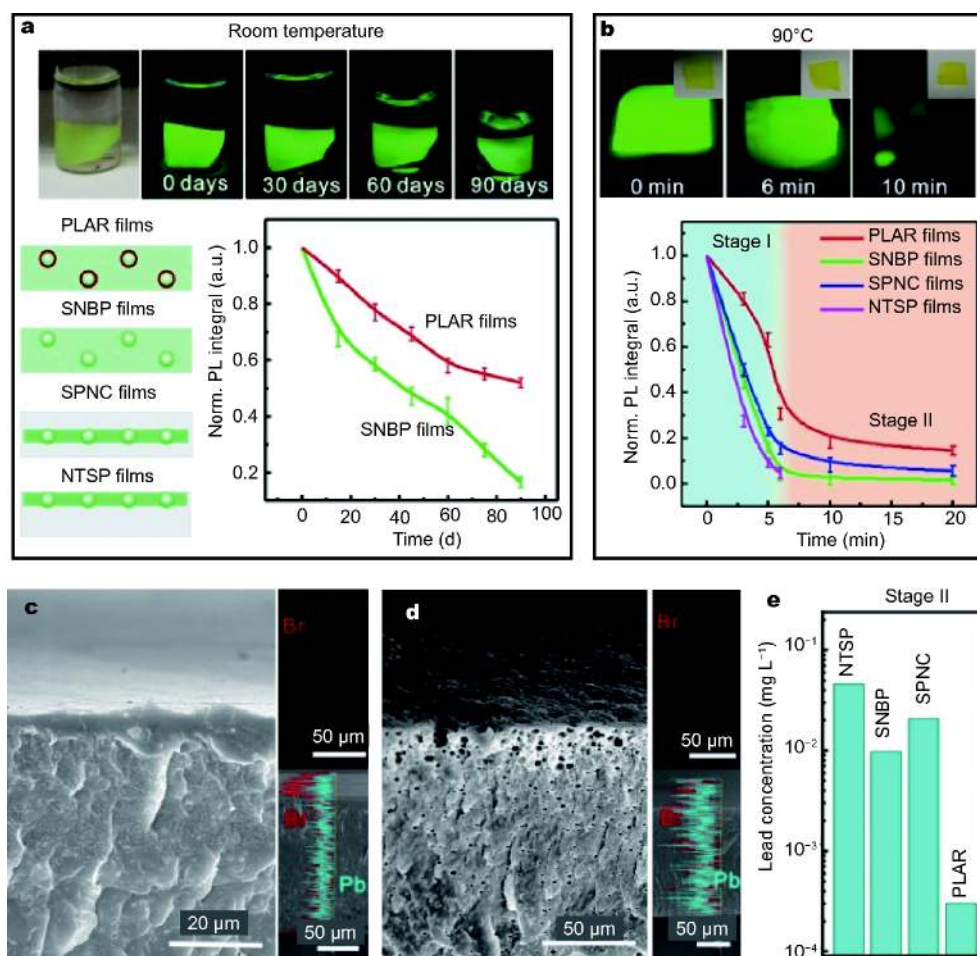 a
Room temperature
0 days
30 days
60 days
90 days
PLAR films
SNBP films
SPNC films
NTSP films
Norm. PL integral (a.u.)
1.0
0.8
0.6
0.4
0.2
PLAR films
SNBP films
0 20 40 60 80 100
Time (d)
b
90°C
0 min
6 min
10 min
Norm. PL integral (a.u.)
1.0
0.8
0.6
0.4
0.2
0.0
Stage I
PLAR films
SNBP films
SPNC films
NTSP films
Stage II
0 5 10 15 20
Time (min)
c
20 µm
Br
50 µm
Br
Pb
50 µm
d
50 µm
Br
50 µm
Br
Pb
50 µm
e
Stage II
Lead concentration (mg L⁻¹)
10⁻¹
10⁻²
10⁻³
10⁻⁴
NTSP
SNBP
SPNC
PLAR